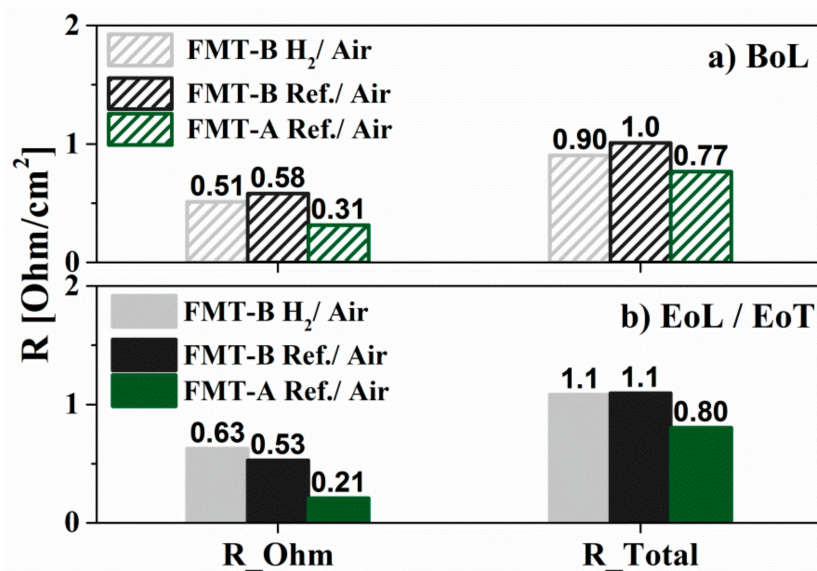 2
FMT-B H₂/ Air
a) BoL
FMT-B Ref./ Air
FMT-A Ref./ Air
1
0.51
0.58
0.31
0.90
1.0
0.77
0
R [Ohm/cm²]
2
FMT-B H₂/ Air
b) EoL / EoT
FMT-B Ref./ Air
FMT-A Ref./ Air
1
0.63
0.53
0.21
1.1
1.1
0.80
0
R_Ohm
R_Total